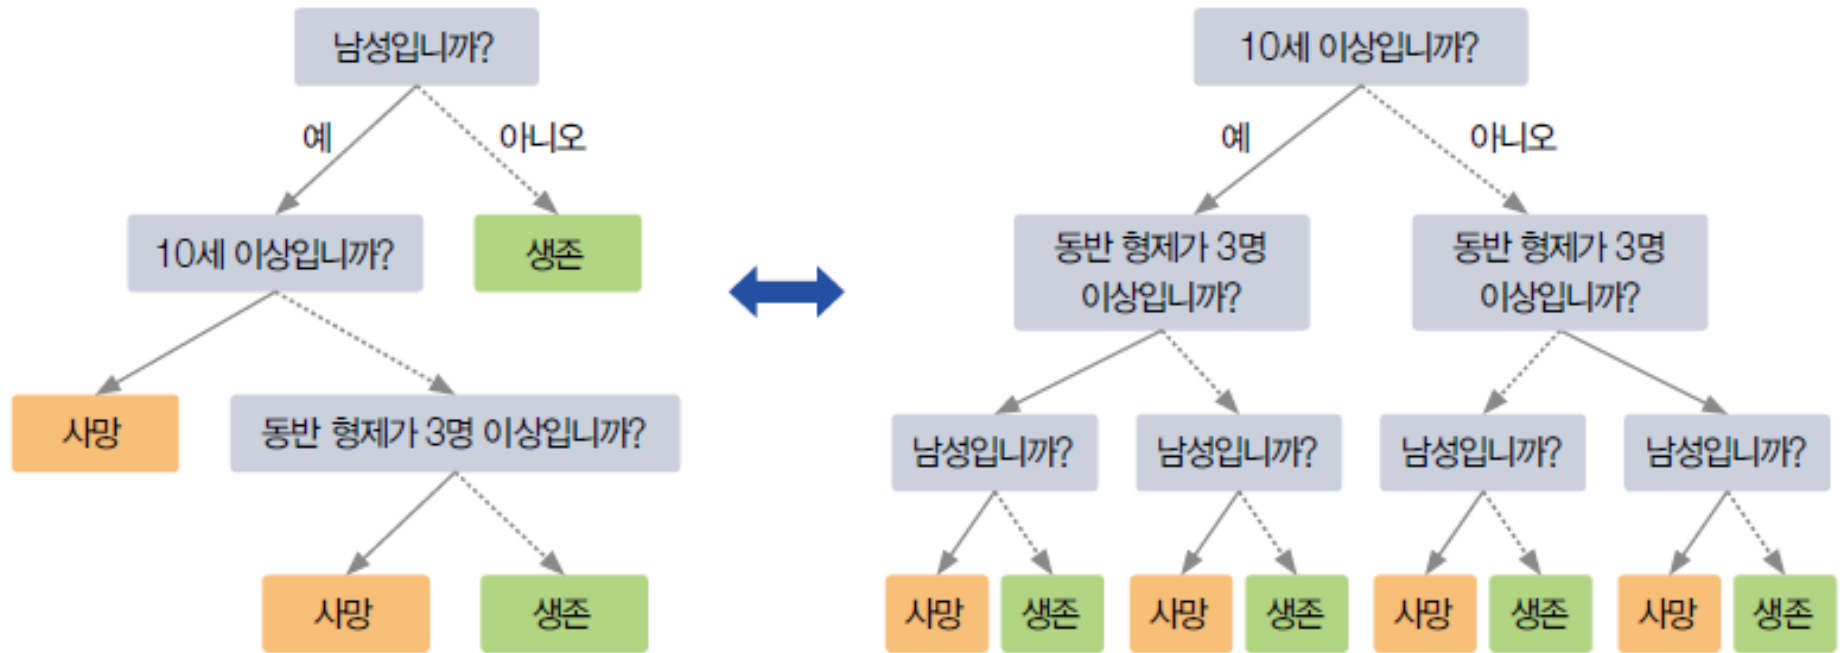 남성입니까?
예
아니오
10세 이상입니까?
생존
사망
동반 형제가 3명 이상입니까?
사망
생존
10세 이상입니까?
예
아니오
동반 형제가 3명
이상입니까?
동반 형제가 3명
이상입니까?
남성입니까?
남성입니까?
남성입니까?
남성입니까?
사망
생존
사망
생존
사망
생존
사망
생존